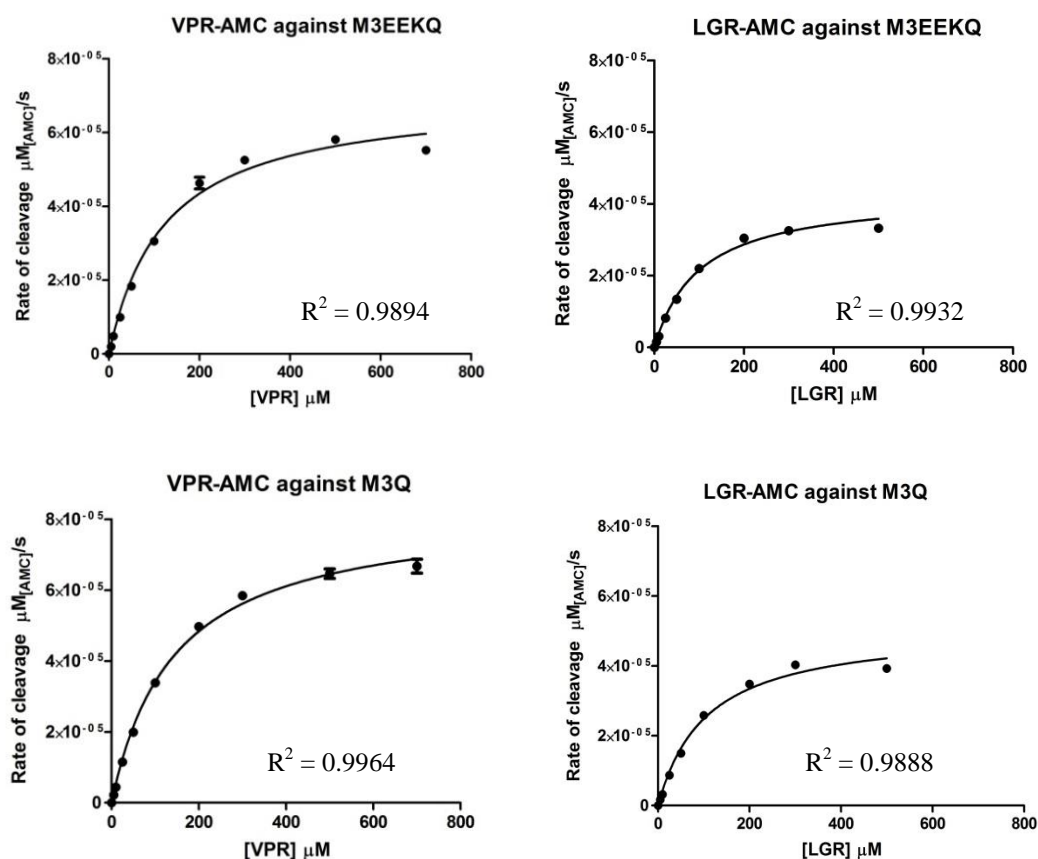 VPR-AMC against M3EEKQ
Rate of cleavage μM[AMC]/s
8×10⁻⁰⁵
6×10⁻⁰⁵
4×10⁻⁰⁵
2×10⁻⁰⁵
0
R² = 0.9894
0 200 400 600 800
[VPR] μM
LGR-AMC against M3EEKQ
Rate of cleavage μM[AMC]/s
8×10⁻⁰⁵
6×10⁻⁰⁵
4×10⁻⁰⁵
2×10⁻⁰⁵
0
R² = 0.9932
0 200 400 600 800
[LGR] μM
VPR-AMC against M3Q
Rate of cleavage μM[AMC]/s
8×10⁻⁰⁵
6×10⁻⁰⁵
4×10⁻⁰⁵
2×10⁻⁰⁵
0
R² = 0.9964
0 200 400 600 800
[VPR] μM
LGR-AMC against M3Q
Rate of cleavage μM[AMC]/s
8×10⁻⁰⁵
6×10⁻⁰⁵
4×10⁻⁰⁵
2×10⁻⁰⁵
0
R² = 0.9888
0 200 400 600 800
[LGR] μM